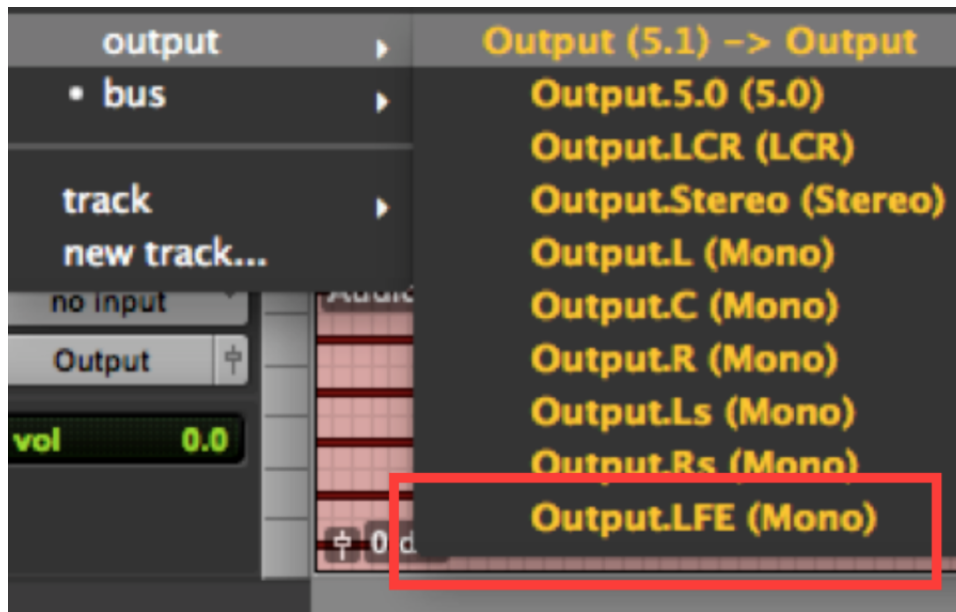 output
• bus
track
new track...
no input
Output
vol 0.0
Output (5.1) -> Output
Output.5.0 (5.0)
Output.LCR (LCR)
Output.Stereo (Stereo)
Output.L (Mono)
Output.C (Mono)
Output.R (Mono)
Output.Ls (Mono)
Output.Rs (Mono)
Output.LFE (Mono)
0 d